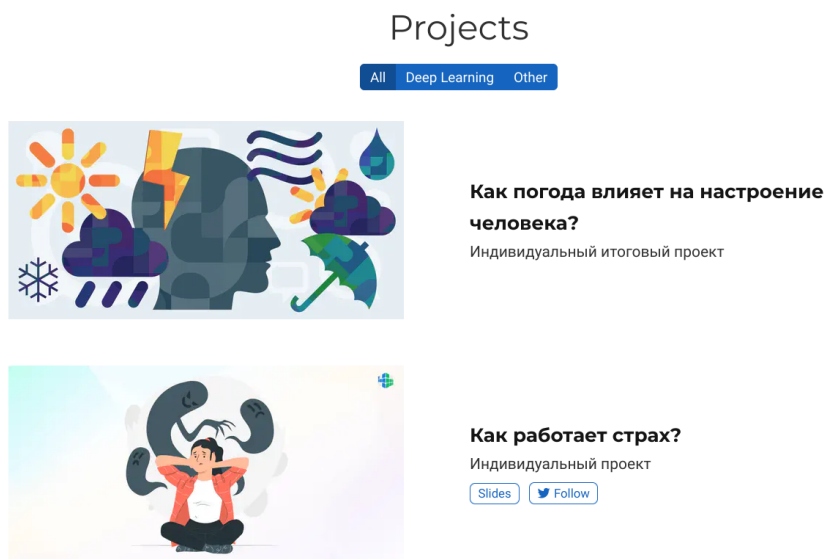 Projects
All Deep Learning Other
Как погода влияет на настроение
человека?
Индивидуальный итоговый проект
Как работает страх?
Индивидуальный проект
Slides Follow